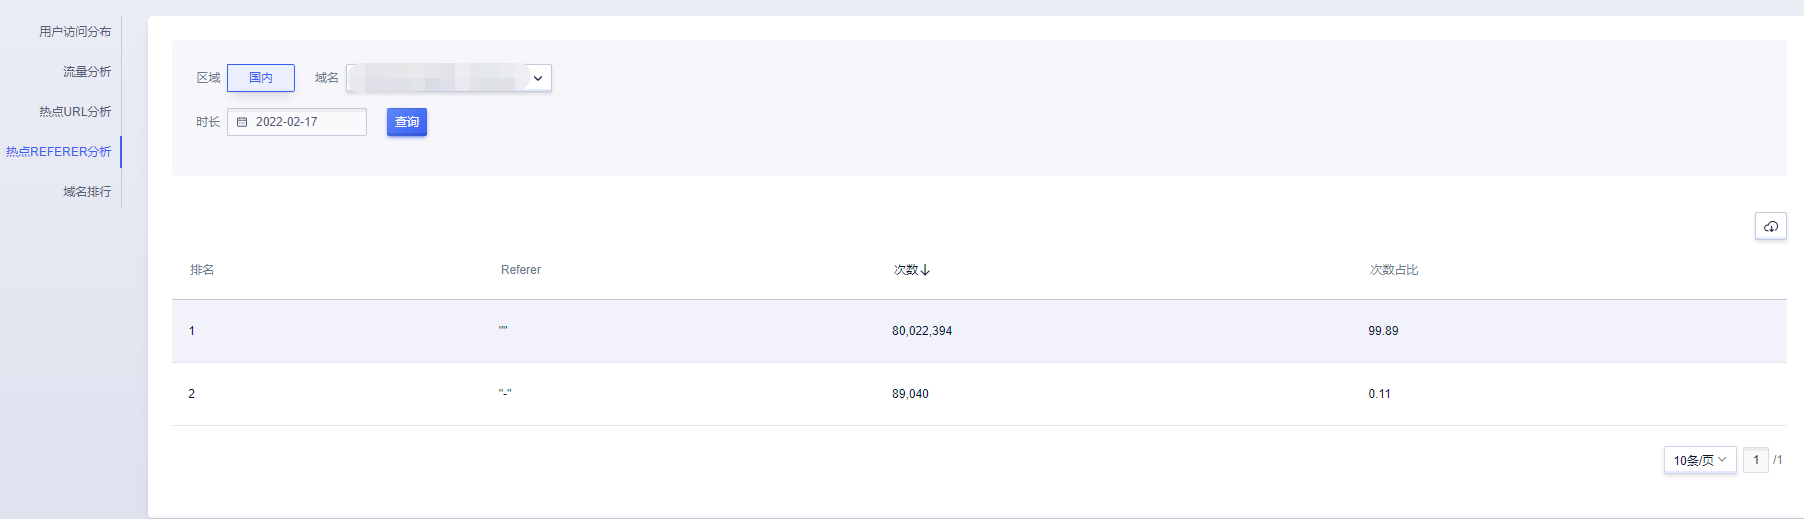 用户访问分布
流量分析
热点URL分析
热点REFERER分析
域名排行
区域 国内 域名
时长 2022-02-17 查询
排名 Referer 次数↓ 次数占比
1 "" 80,022,394 99.89
2 "-" 89,040 0.11
10条/页 1 /1